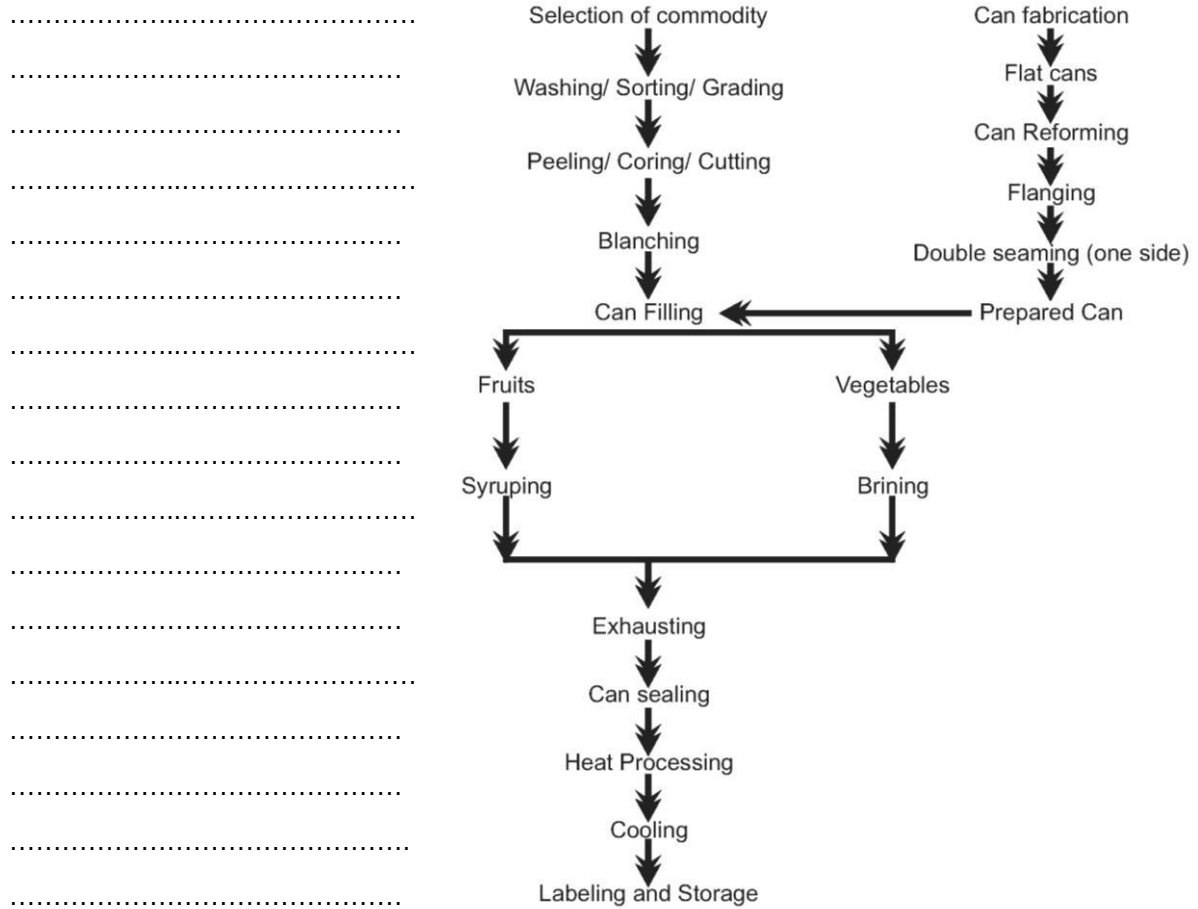 Selection of commodity
Can fabrication
Flat cans
Washing/ Sorting/ Grading
Can Reforming
Peeling/ Coring/ Cutting
Flanging
Blanching
Double seaming (one side)
Can Filling
Prepared Can
Fruits
Vegetables
Syruping
Brining
Exhausting
Can sealing
Heat Processing
Cooling
Labeling and Storage